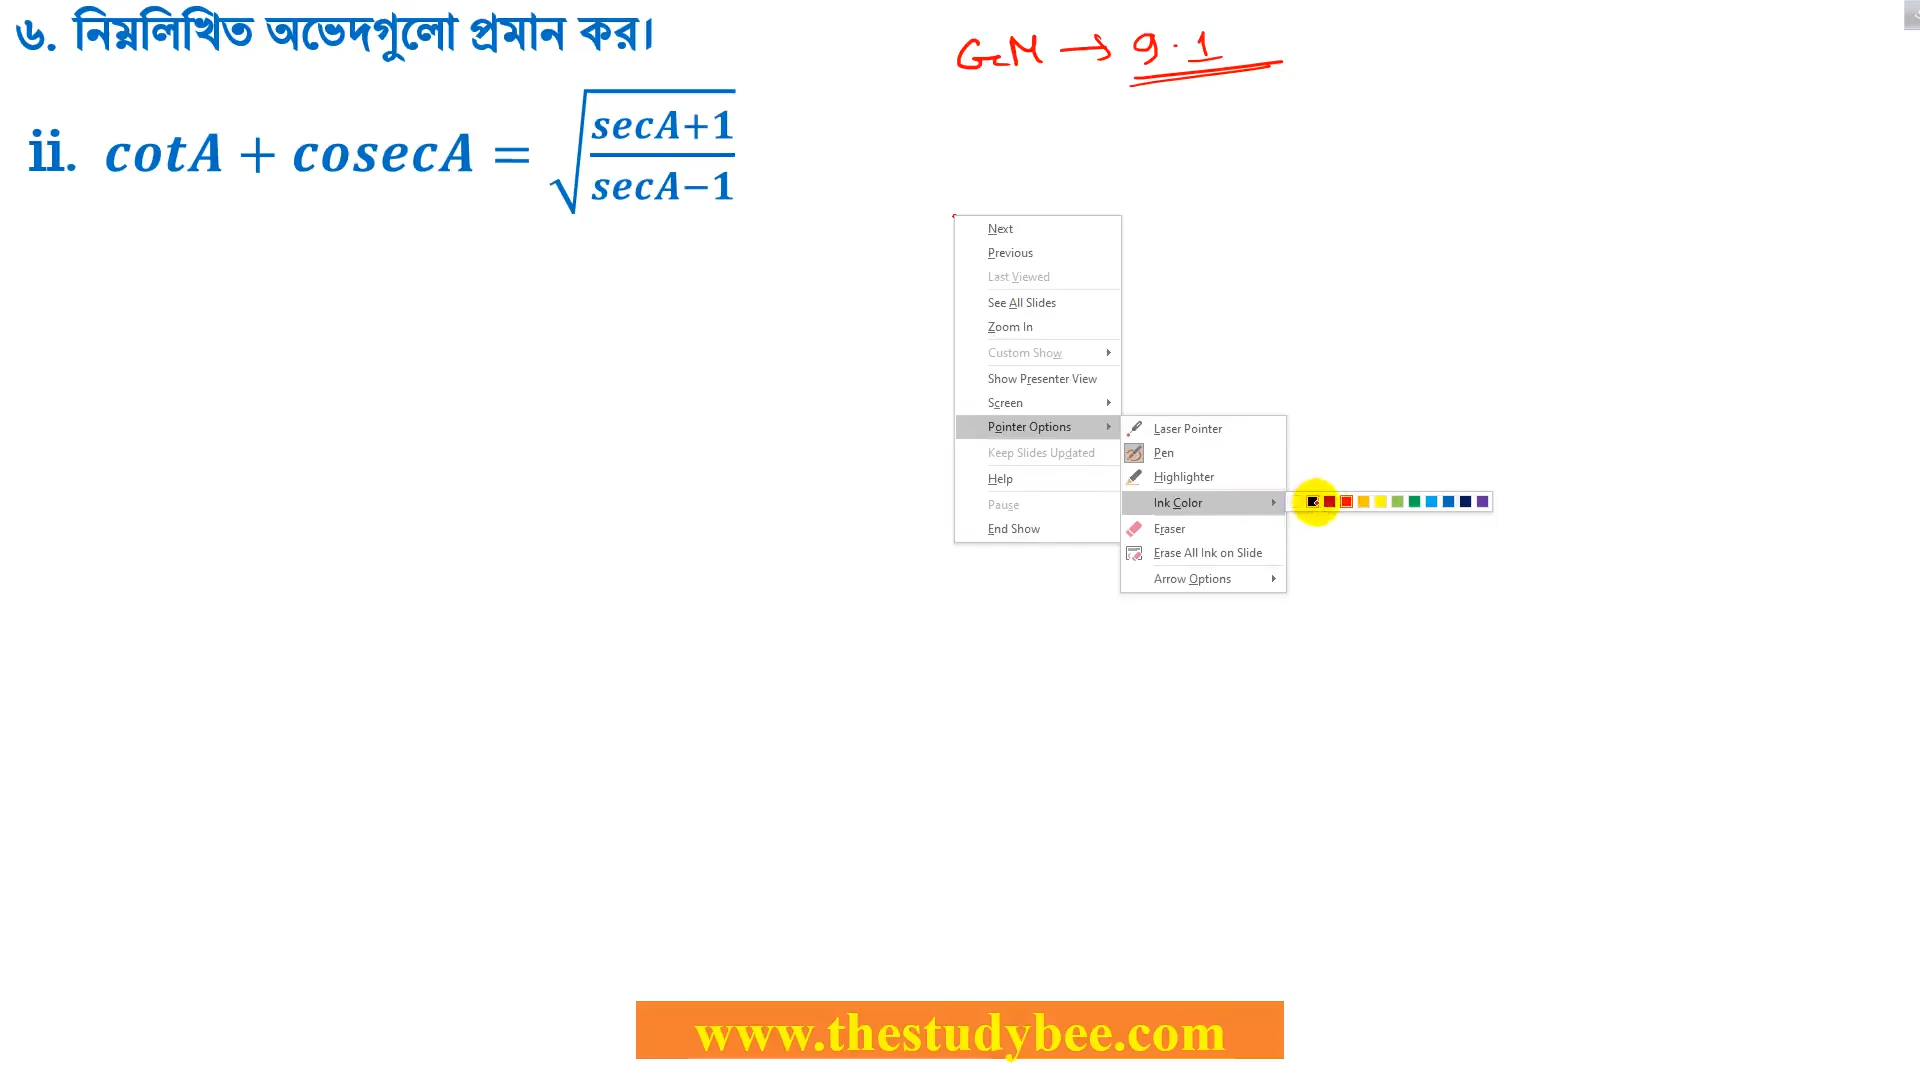 ৬. নিম্নলিখিত অভেদগুলো প্রমান কর।
GcM → 9.1
ii. cotA + cosecA = √((secA+1)/(secA−1))
Next
Previous
Last Viewed
See All Slides
Zoom In
Custom Show
Show Presenter View
Screen
Pointer Options
Keep Slides Updated
Help
Pause
End Show
Laser Pointer
Pen
Highlighter
Ink Color
Eraser
Erase All Ink on Slide
Arrow Options
www.thestudybee.com